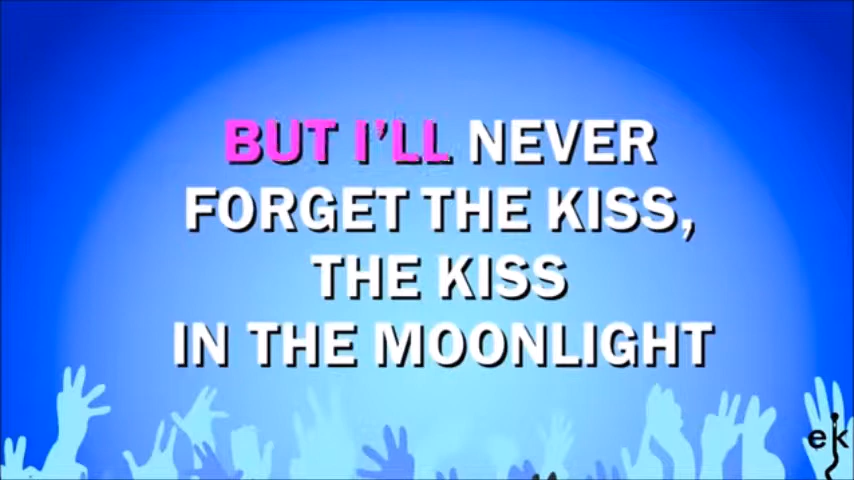 BUT I'LL NEVER
FORGET THE KISS,
THE KISS
IN THE MOONLIGHT
ek